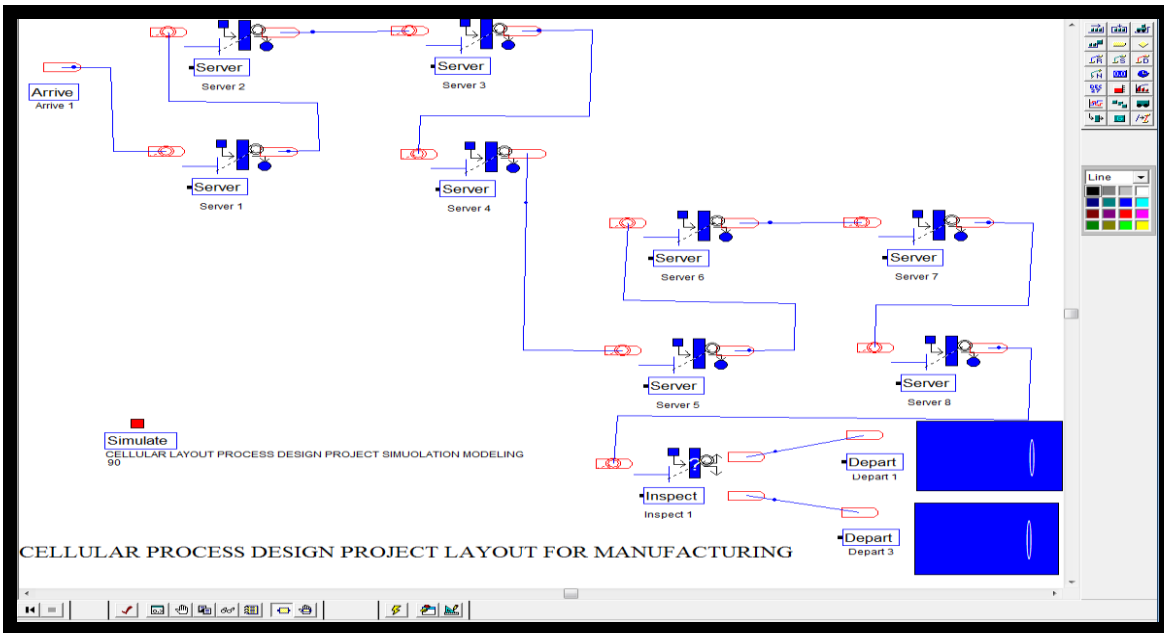 Server
Server 2
Server
Server 3
Arrive
Arrive 1
Server
Server 1
Server
Server 4
Server
Server 6
Server
Server 7
Server
Server 5
Server
Server 8
Simulate
CELLULAR LAYOUT PROCESS DESIGN PROJECT SIMUOLATION MODELING
90
?
Inspect
Inspect 1
Depart
Depart 1
Depart
Depart 3
0
0
CELLULAR PROCESS DESIGN PROJECT LAYOUT FOR MANUFACTURING
Line